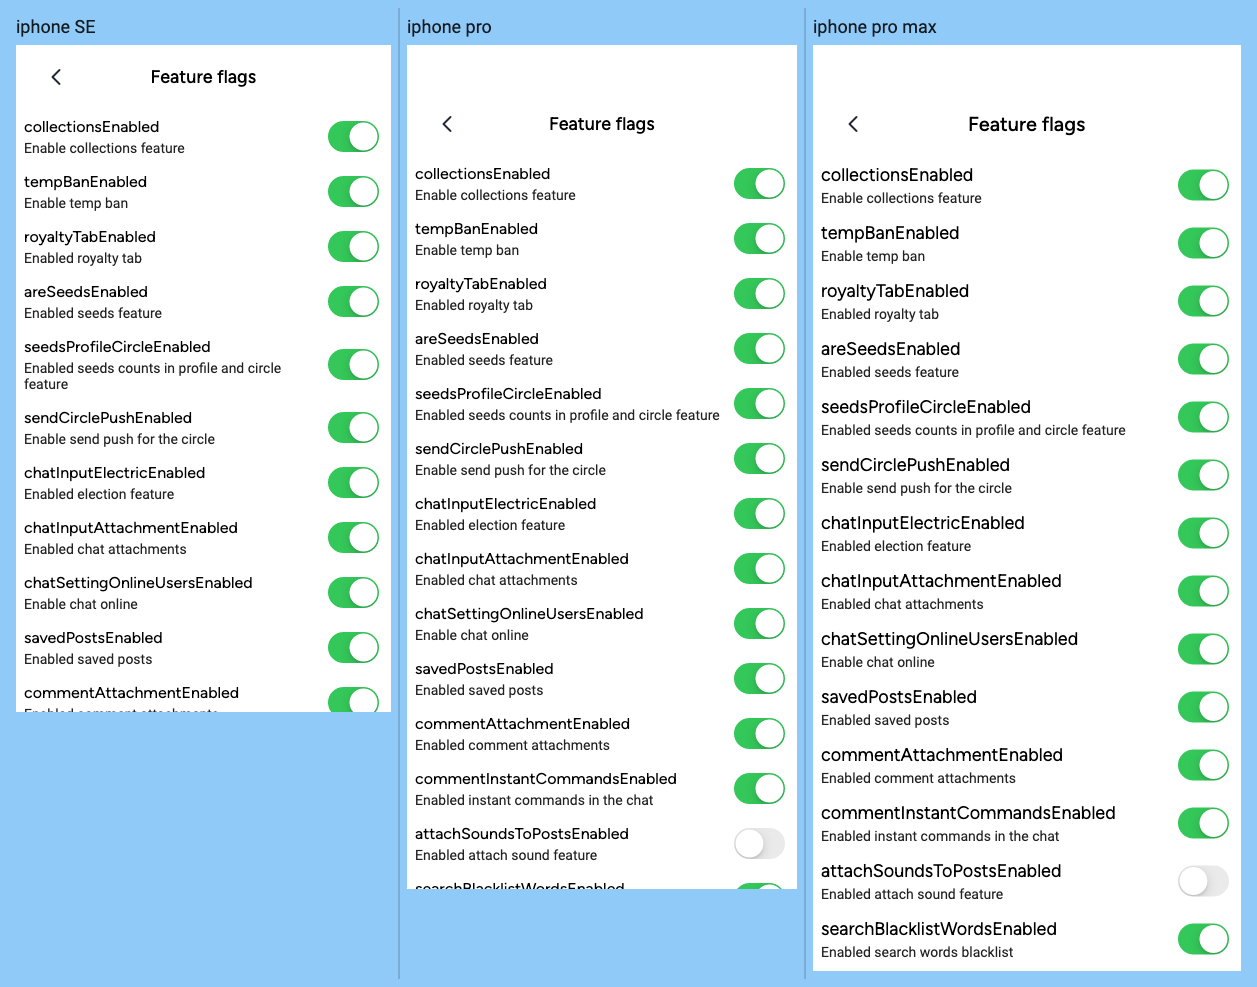 iphone SE
Feature flags
collectionsEnabled
Enable collections feature
tempBanEnabled
Enable temp ban
royaltyTabEnabled
Enabled royalty tab
areSeedsEnabled
Enabled seeds feature
seedsProfileCircleEnabled
Enabled seeds counts in profile and circle
feature
sendCirclePushEnabled
Enable send push for the circle
chatInputElectricEnabled
Enabled election feature
chatInputAttachmentEnabled
Enabled chat attachments
chatSettingOnlineUsersEnabled
Enable chat online
savedPostsEnabled
Enabled saved posts
commentAttachmentEnabled
Enabled comment attachments
iphone pro
Feature flags
collectionsEnabled
Enable collections feature
tempBanEnabled
Enable temp ban
royaltyTabEnabled
Enabled royalty tab
areSeedsEnabled
Enabled seeds feature
seedsProfileCircleEnabled
Enabled seeds counts in profile and circle feature
sendCirclePushEnabled
Enable send push for the circle
chatInputElectricEnabled
Enabled election feature
chatInputAttachmentEnabled
Enabled chat attachments
chatSettingOnlineUsersEnabled
Enable chat online
savedPostsEnabled
Enabled saved posts
commentAttachmentEnabled
Enabled comment attachments
commentInstantCommandsEnabled
Enabled instant commands in the chat
attachSoundsToPostsEnabled
Enabled attach sound feature
searchBlacklistWordsEnabled
iphone pro max
Feature flags
collectionsEnabled
Enable collections feature
tempBanEnabled
Enable temp ban
royaltyTabEnabled
Enabled royalty tab
areSeedsEnabled
Enabled seeds feature
seedsProfileCircleEnabled
Enabled seeds counts in profile and circle feature
sendCirclePushEnabled
Enable send push for the circle
chatInputElectricEnabled
Enabled election feature
chatInputAttachmentEnabled
Enabled chat attachments
chatSettingOnlineUsersEnabled
Enable chat online
savedPostsEnabled
Enabled saved posts
commentAttachmentEnabled
Enabled comment attachments
commentInstantCommandsEnabled
Enabled instant commands in the chat
attachSoundsToPostsEnabled
Enabled attach sound feature
searchBlacklistWordsEnabled
Enabled search words blacklist